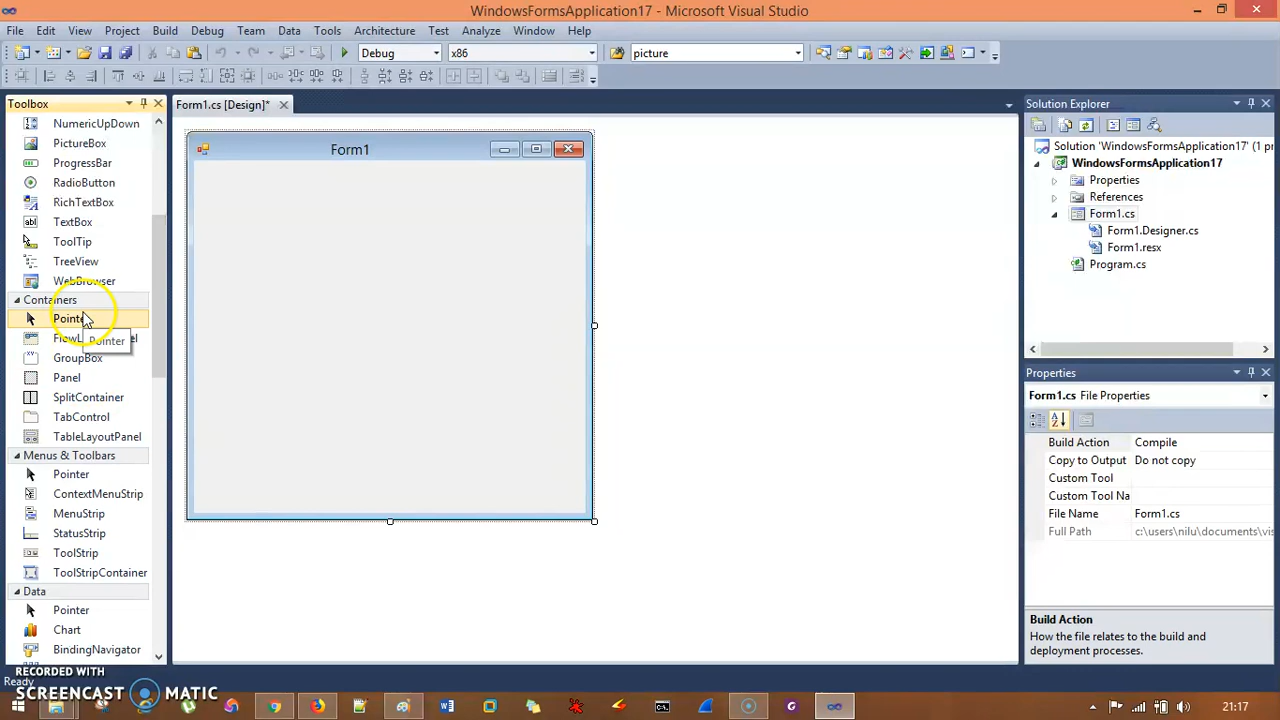 WindowsFormsApplication17 - Microsoft Visual Studio
File Edit View Project Build Debug Team Data Tools Architecture Test Analyze Window Help
Debug x86 picture
Toolbox
NumericUpDown
PictureBox
ProgressBar
RadioButton
RichTextBox
TextBox
ToolTip
TreeView
WebBrowser
Containers
Pointer
Pointer
GroupBox
Panel
SplitContainer
TabControl
TableLayoutPanel
Menus & Toolbars
Pointer
ContextMenuStrip
MenuStrip
StatusStrip
ToolStrip
ToolStripContainer
Data
Pointer
Chart
BindingNavigator
Form1.cs [Design]*
Form1
Solution Explorer
Solution 'WindowsFormsApplication17' (1 pr
WindowsFormsApplication17
Properties
References
Form1.cs
Form1.Designer.cs
Form1.resx
Program.cs
Properties
Form1.cs File Properties
Build Action Compile
Copy to Output Do not copy
Custom Tool
Custom Tool Na
File Name Form1.cs
Full Path c:\users\nilu\documents\vis
Build Action
How the file relates to the build and
deployment processes.
Ready
RECORDED WITH
SCREENCAST MATIC
21:17